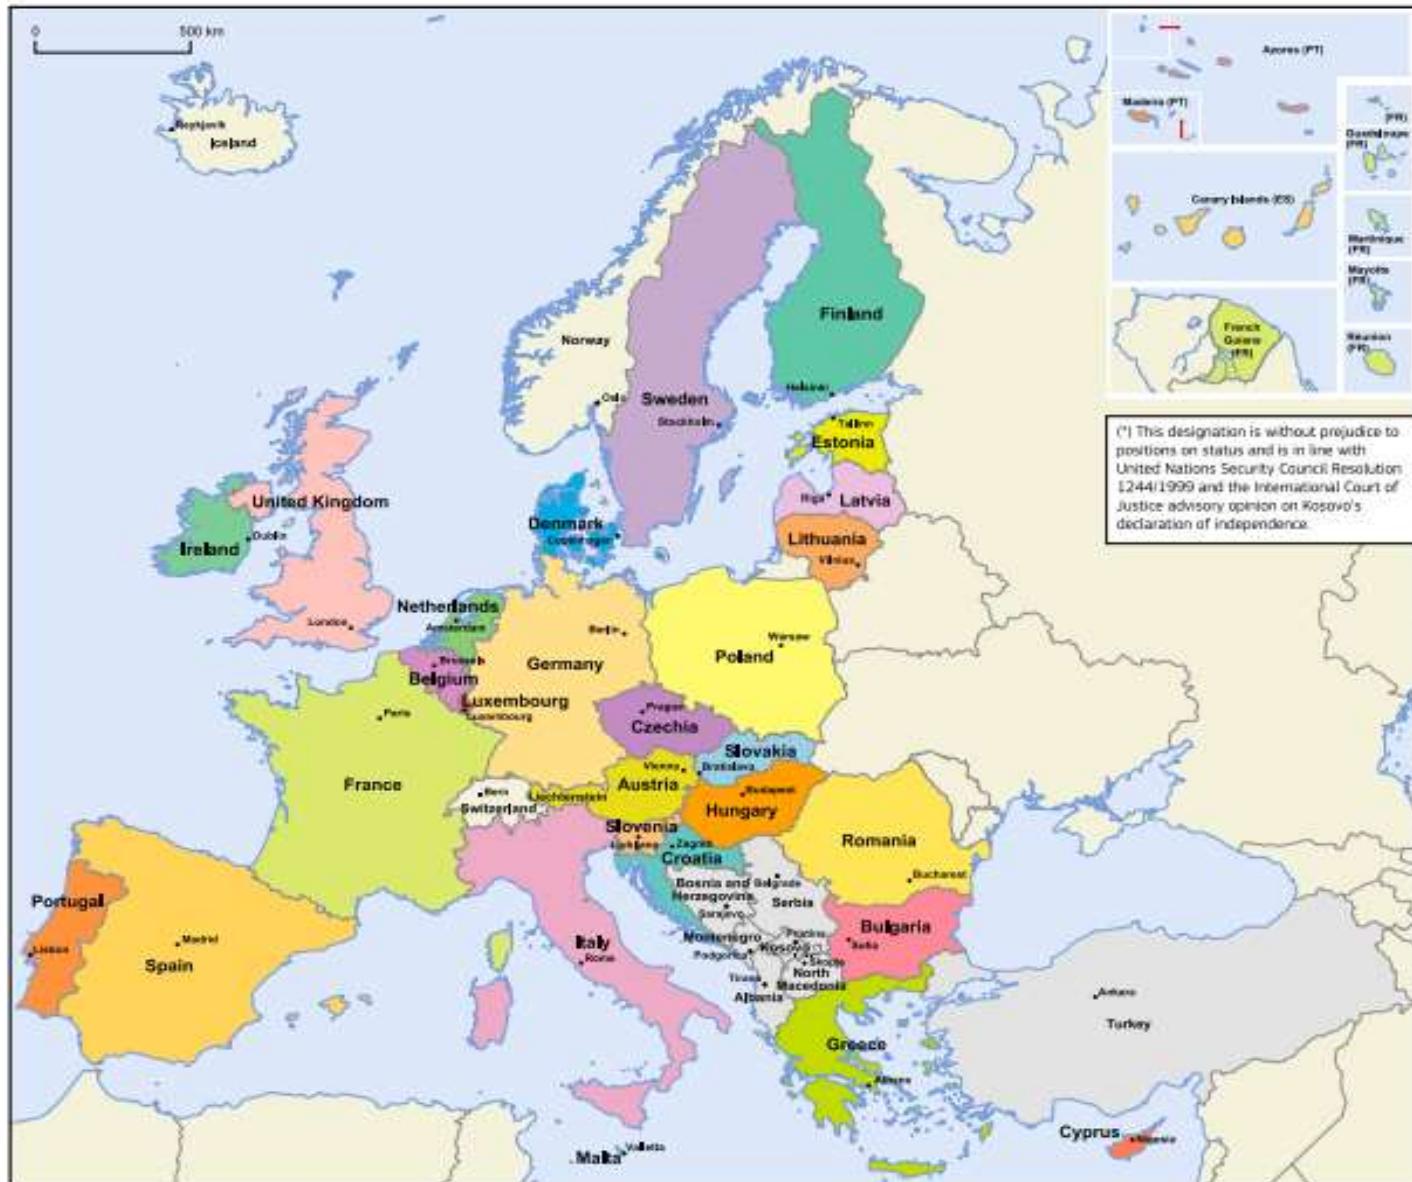 0
500 km
Reykjavik
Iceland
Norway
Oslo
Sweden
Stockholm
Finland
Helsinki
Tallinn
Estonia
Riga
Latvia
Lithuania
Vilnius
Denmark
Copenhagen
United Kingdom
London
Dublin
Ireland
Netherlands
Amsterdam
Brussels
Belgium
Luxembourg
Luxembourg
Berlin
Germany
Warsaw
Poland
Prague
Czechia
Slovakia
Bratislava
Vienna
Austria
Liechtenstein
Bern
Switzerland
Paris
France
Budapest
Hungary
Slovenia
Ljubljana
Zagreb
Croatia
Romania
Bucharest
Bosnia and
Herzegovina
Sarajevo
Belgrade
Serbia
Montenegro
Podgorica
Pristina
Kosovo
Skopje
North
Macedonia
Tirana
Albania
Bulgaria
Sofia
Portugal
Lisbon
Madrid
Spain
Italy
Rome
Greece
Athens
Ankara
Turkey
Cyprus
Nicosia
Malta
Valletta
Azores (PT)
Madeira (PT)
Canary Islands (ES)
French
Guiana
(FR)
(FR)
Guadeloupe
(FR)
Martinique
(FR)
Mayotte
(FR)
Réunion
(FR)
(*) This designation is without prejudice to
positions on status and is in line with
United Nations Security Council Resolution
1244/1999 and the International Court of
Justice advisory opinion on Kosovo's
declaration of independence.